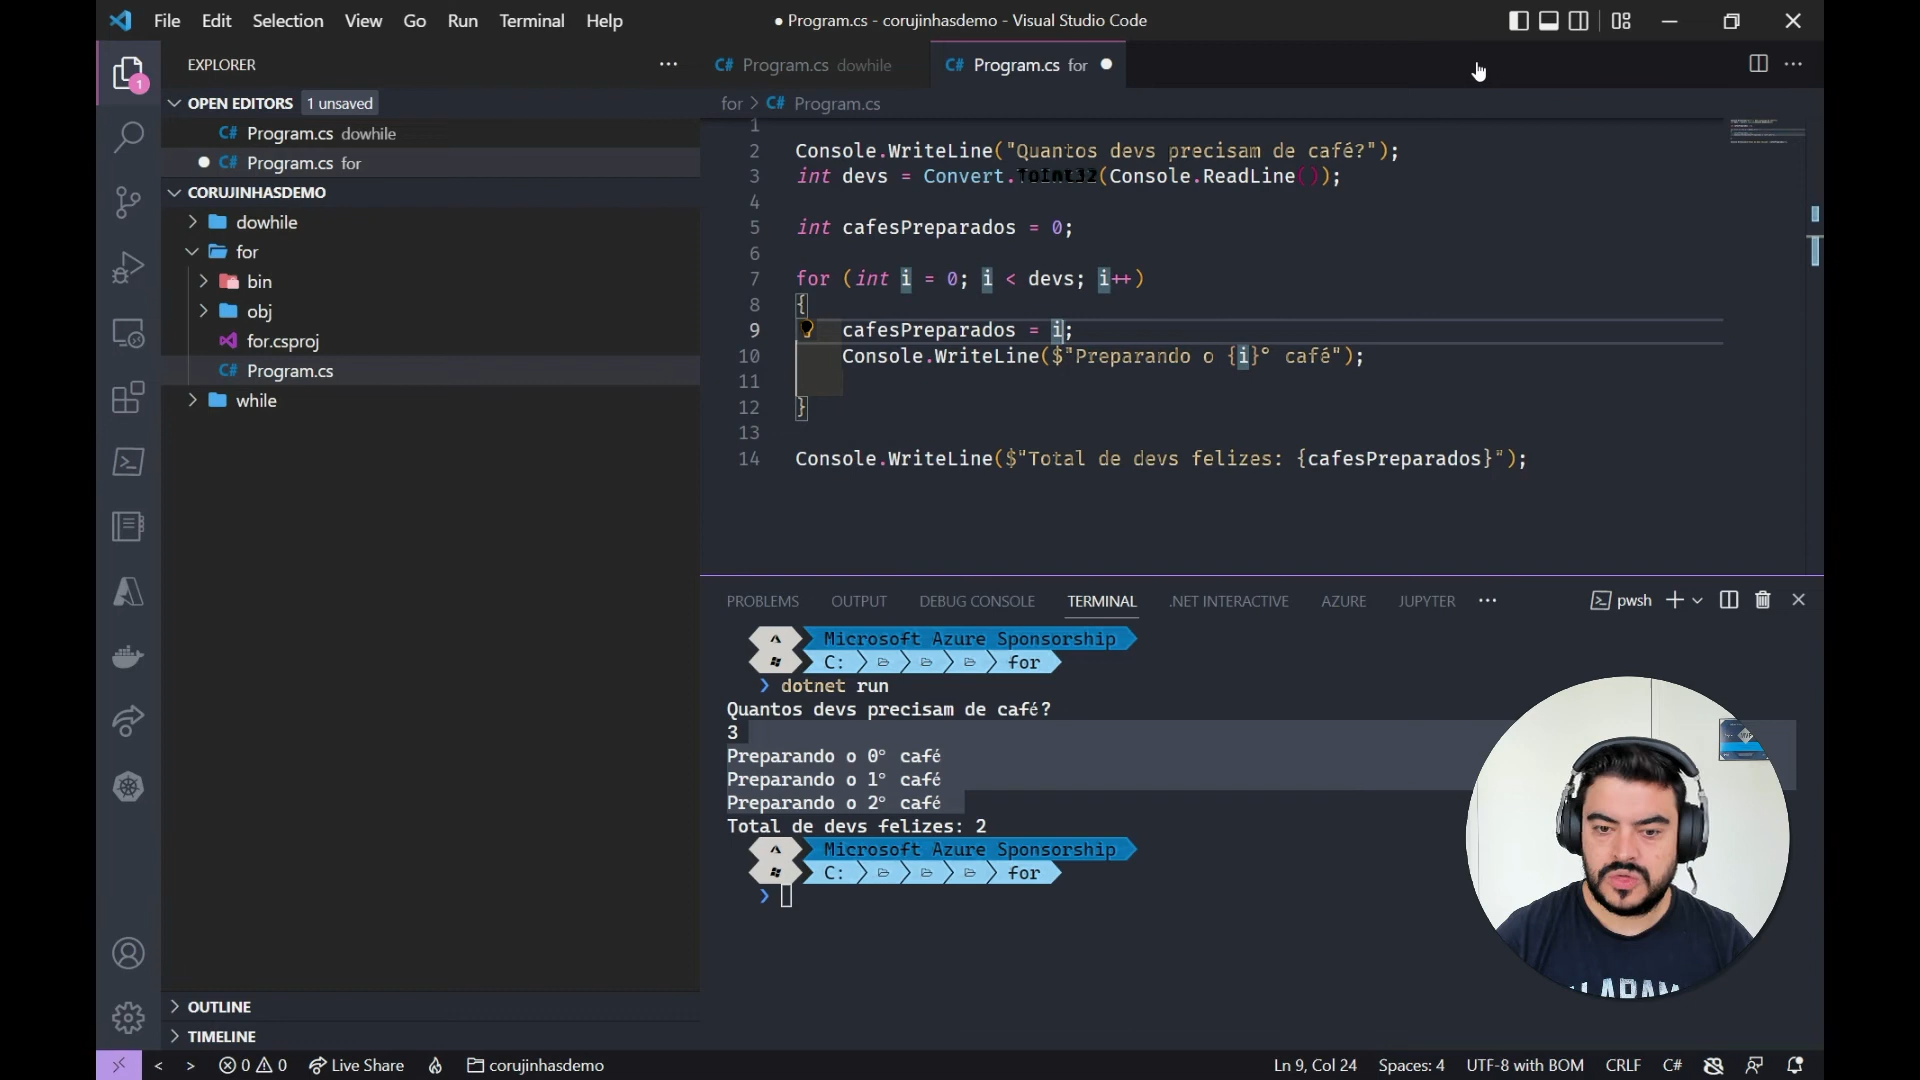 File Edit Selection View Go Run Terminal Help
● Program.cs - corujinhasdemo - Visual Studio Code
EXPLORER
OPEN EDITORS 1 unsaved
C# Program.cs dowhile
C# Program.cs for
CORUJINHASDEMO
dowhile
for
bin
obj
for.csproj
C# Program.cs
while
OUTLINE
TIMELINE
1
C# Program.cs dowhile
C# Program.cs for
for > C# Program.cs
1
2 Console.WriteLine("Quantos devs precisam de café?");
3 int devs = Convert.ToInt32(Console.ReadLine());
4
5 int cafesPreparados = 0;
6
7 for (int i = 0; i < devs; i++)
8 {
9 cafesPreparados = i;
10 Console.WriteLine($"Preparando o {i}° café");
11
12 }
13
14 Console.WriteLine($"Total de devs felizes: {cafesPreparados}");
PROBLEMS OUTPUT DEBUG CONSOLE TERMINAL .NET INTERACTIVE AZURE JUPYTER
pwsh
Microsoft Azure Sponsorship
C: for
❯ dotnet run
Quantos devs precisam de café?
3
Preparando o 0° café
Preparando o 1° café
Preparando o 2° café
Total de devs felizes: 2
Microsoft Azure Sponsorship
C: for
❯
0 0 Live Share corujinhasdemo
Ln 9, Col 24 Spaces: 4 UTF-8 with BOM CRLF C#